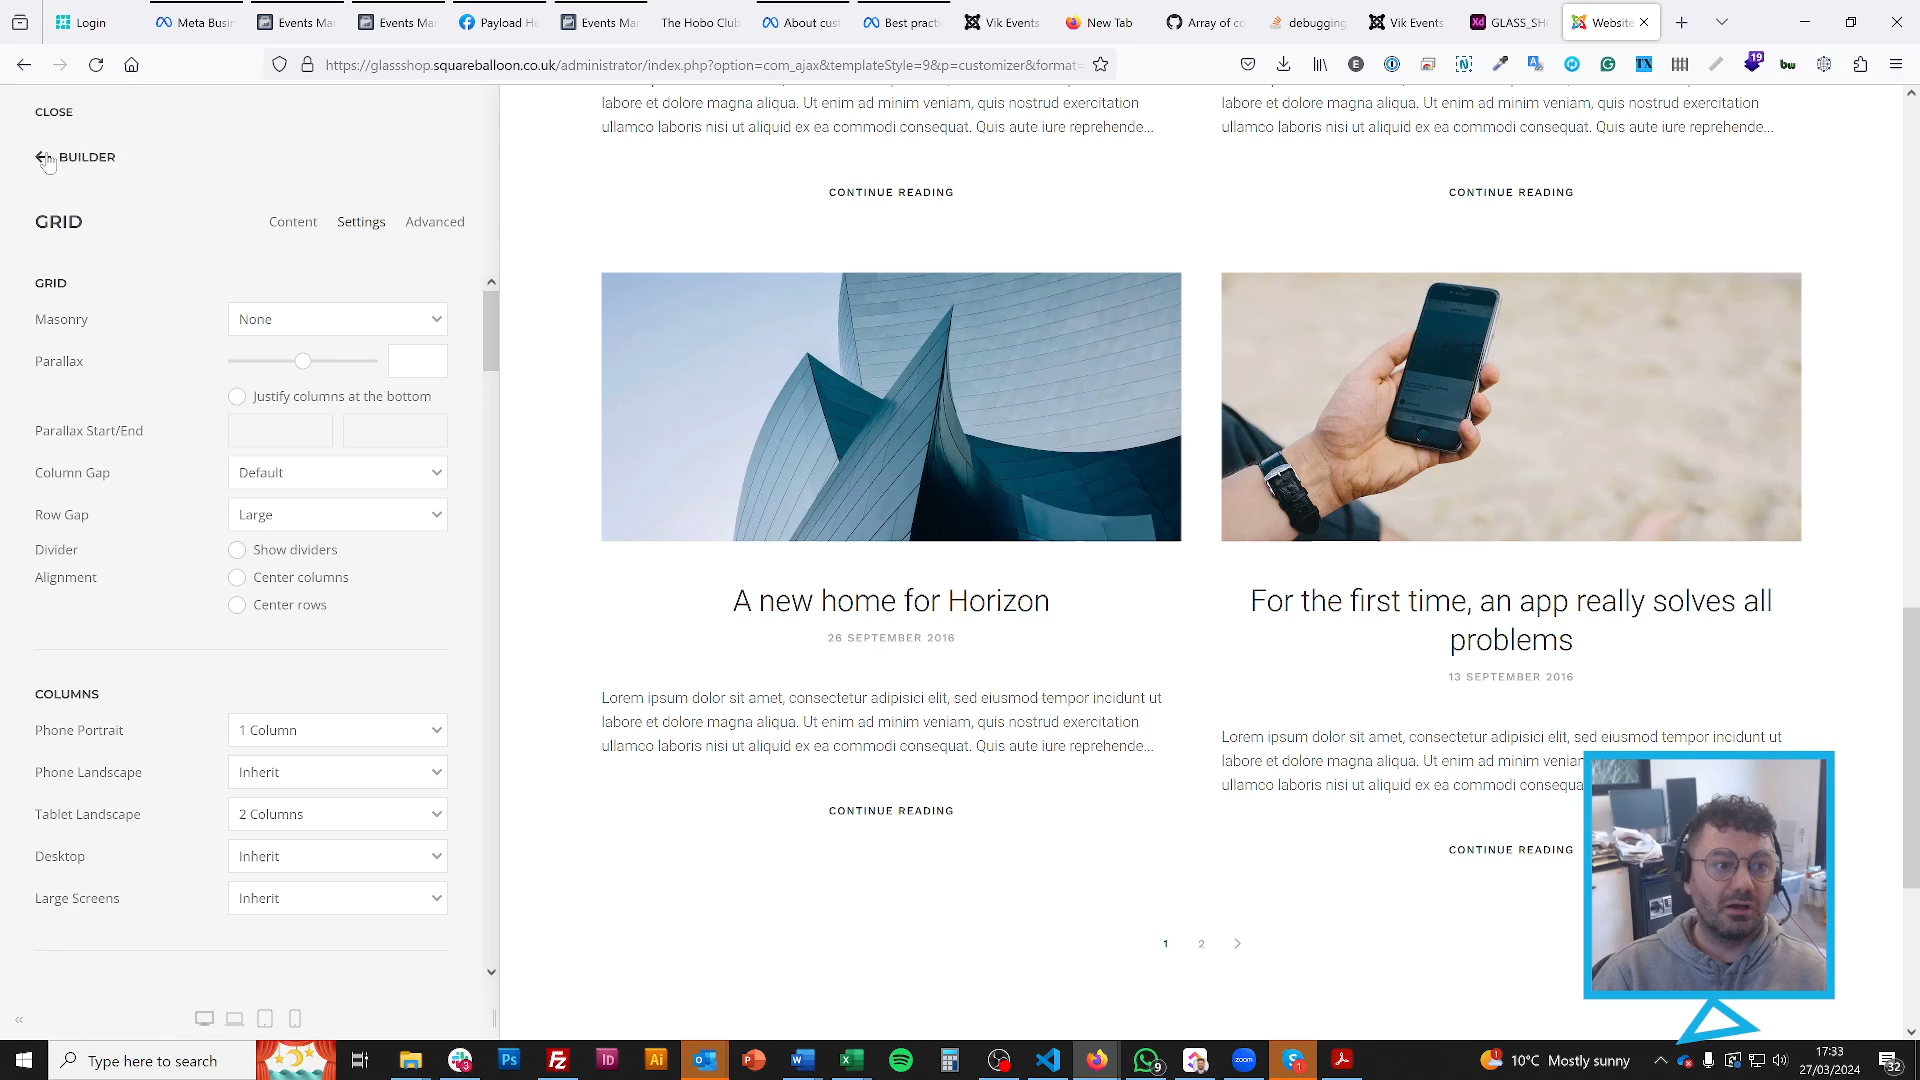 Login
Meta Busi
Events Ma
Events Ma
Payload He
Events Ma
The Hobo Club
About cust
Best practi
Vik Events
New Tab
Array of co
debugging
Vik Events
GLASS_SH
Website
https://glassshop.squareballoon.co.uk/administrator/index.php?option=com_ajax&templateStyle=9&p=customizer&format=
19
CLOSE
BUILDER
GRID
Content
Settings
Advanced
GRID
Masonry
None
Parallax
Justify columns at the bottom
Parallax Start/End
Column Gap
Default
Row Gap
Large
Divider
Show dividers
Alignment
Center columns
Center rows
COLUMNS
Phone Portrait
1 Column
Phone Landscape
Inherit
Tablet Landscape
2 Columns
Desktop
Inherit
Large Screens
Inherit
labore et dolore magna aliqua. Ut enim ad minim veniam, quis nostrud exercitation
ullamco laboris nisi ut aliquid ex ea commodi consequat. Quis aute iure reprehende...
CONTINUE READING
labore et dolore magna aliqua. Ut enim ad minim veniam, quis nostrud exercitation
ullamco laboris nisi ut aliquid ex ea commodi consequat. Quis aute iure reprehende...
CONTINUE READING
A new home for Horizon
26 SEPTEMBER 2016
Lorem ipsum dolor sit amet, consectetur adipisici elit, sed eiusmod tempor incidunt ut
labore et dolore magna aliqua. Ut enim ad minim veniam, quis nostrud exercitation
ullamco laboris nisi ut aliquid ex ea commodi consequat. Quis aute iure reprehende...
CONTINUE READING
For the first time, an app really solves all
problems
13 SEPTEMBER 2016
Lorem ipsum dolor sit amet, consectetur adipisici elit, sed eiusmod tempor incidunt ut
labore et dolore magna aliqua. Ut enim ad minim veniam
ullamco laboris nisi ut aliquid ex ea commodi consequa
CONTINUE READING
1 2
Type here to search
10°C Mostly sunny
17:33
27/03/2024
32